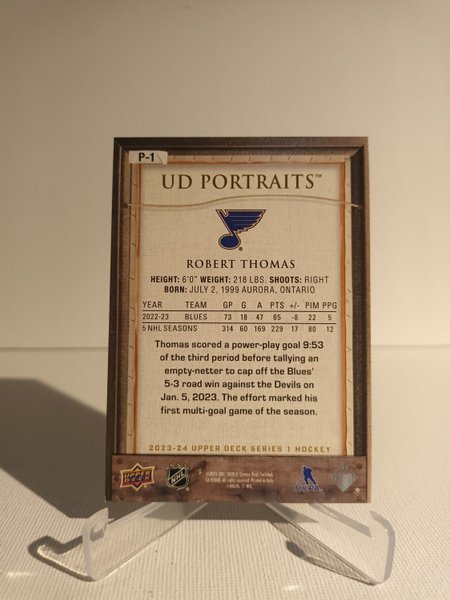 P-1
UD PORTRAITS™
ROBERT THOMAS
HEIGHT: 6'0" WEIGHT: 218 LBS. SHOOTS: RIGHT
BORN: JULY 2, 1999 AURORA, ONTARIO
YEAR TEAM GP G A PTS +/- PIM PPG
2022-23 BLUES 73 18 47 65 -8 22 5
5 NHL SEASONS 314 60 169 229 17 80 12
Thomas scored a power-play goal 9:53
of the third period before tallying an
empty-netter to cap off the Blues'
5-3 road win against the Devils on
Jan. 5, 2023. The effort marked his
first multi-goal game of the season.
2023-24 UPPER DECK SERIES 1 HOCKEY
UPPER DECK
NHL
NHLPA